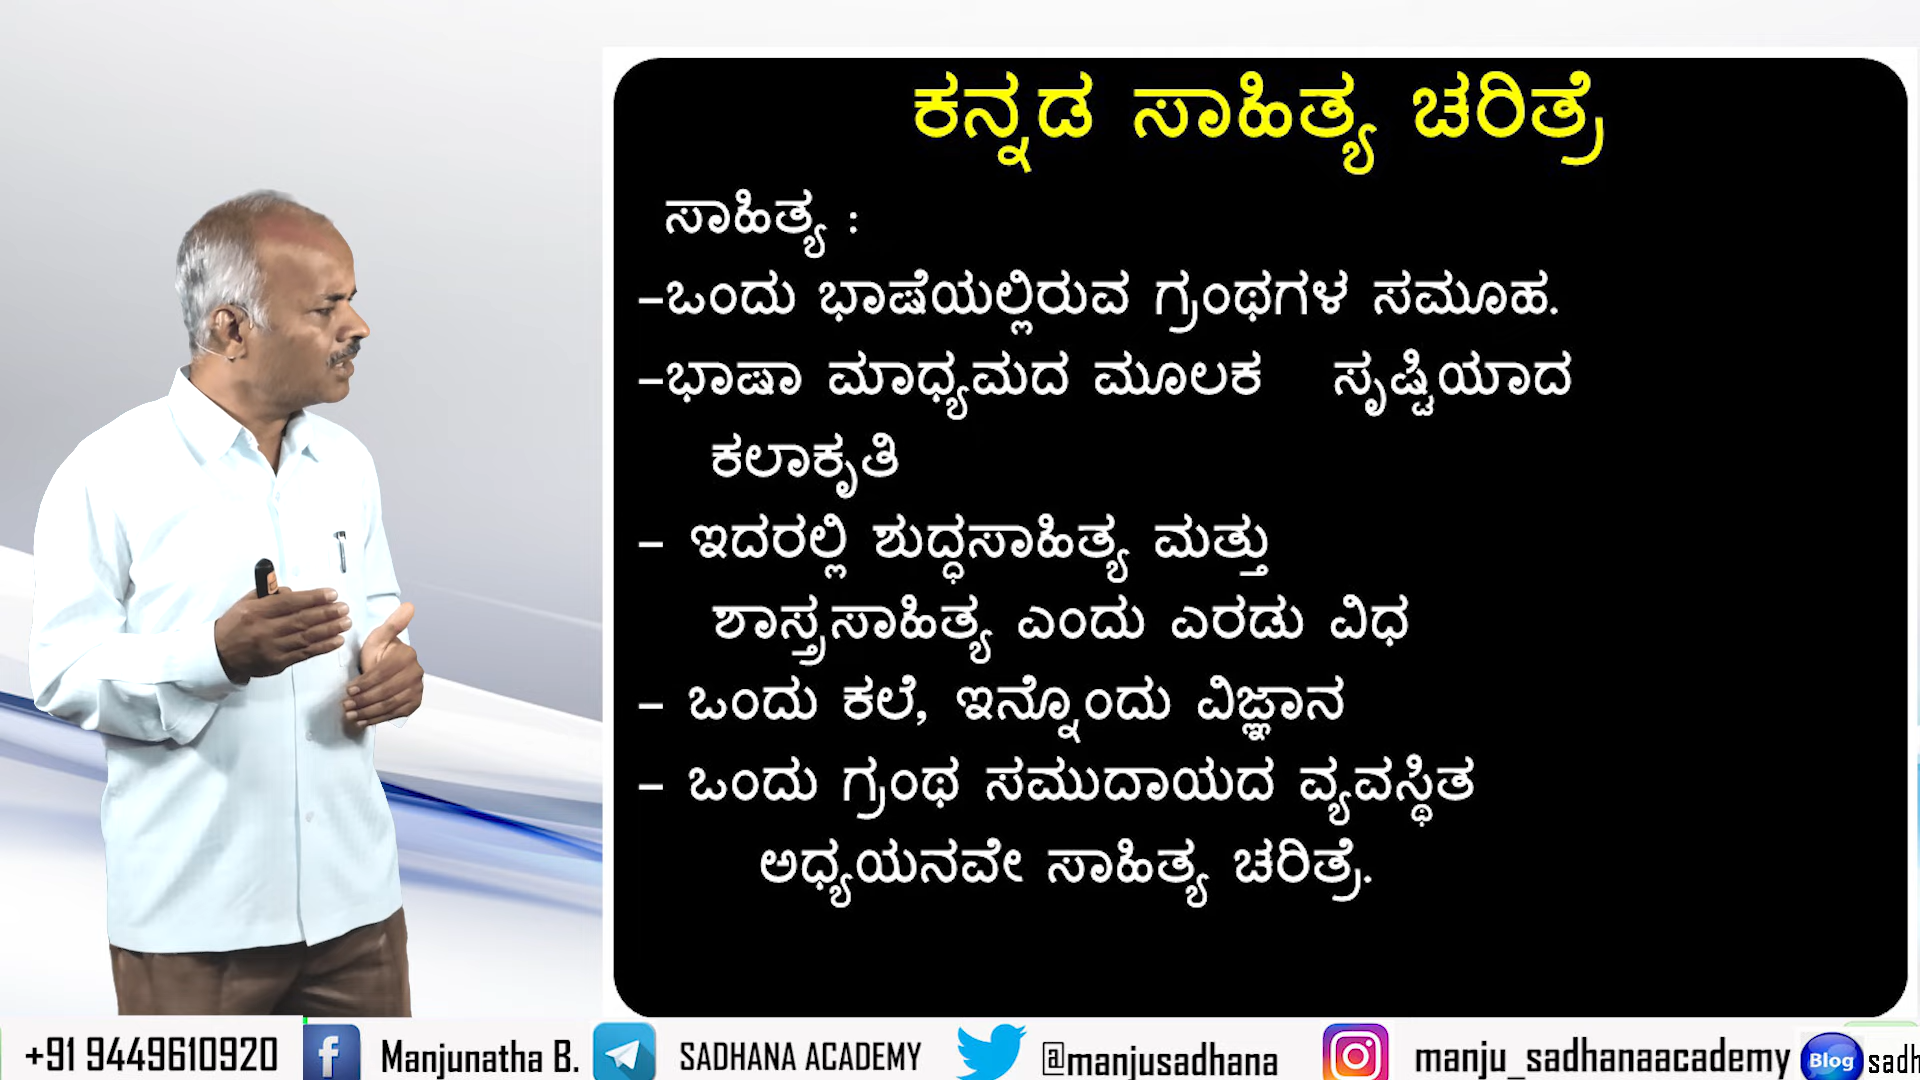 ಕನ್ನಡ ಸಾಹಿತ್ಯ ಚರಿತ್ರೆ
ಸಾಹಿತ್ಯ :
-ಒಂದು ಭಾಷೆಯಲ್ಲಿರುವ ಗ್ರಂಥಗಳ ಸಮೂಹ.
-ಭಾಷಾ ಮಾಧ್ಯಮದ ಮೂಲಕ ಸೃಷ್ಟಿಯಾದ
ಕಲಾಕೃತಿ
- ಇದರಲ್ಲಿ ಶುದ್ಧಸಾಹಿತ್ಯ ಮತ್ತು
ಶಾಸ್ತ್ರಸಾಹಿತ್ಯ ಎಂದು ಎರಡು ವಿಧ
- ಒಂದು ಕಲೆ, ಇನ್ನೊಂದು ವಿಜ್ಞಾನ
- ಒಂದು ಗ್ರಂಥ ಸಮುದಾಯದ ವ್ಯವಸ್ಥಿತ
ಅಧ್ಯಯನವೇ ಸಾಹಿತ್ಯ ಚರಿತ್ರೆ.
+91 9449610920 f Manjunatha B. SADHANA ACADEMY @manjusadhana manju_sadhanaacademy Blog sadh